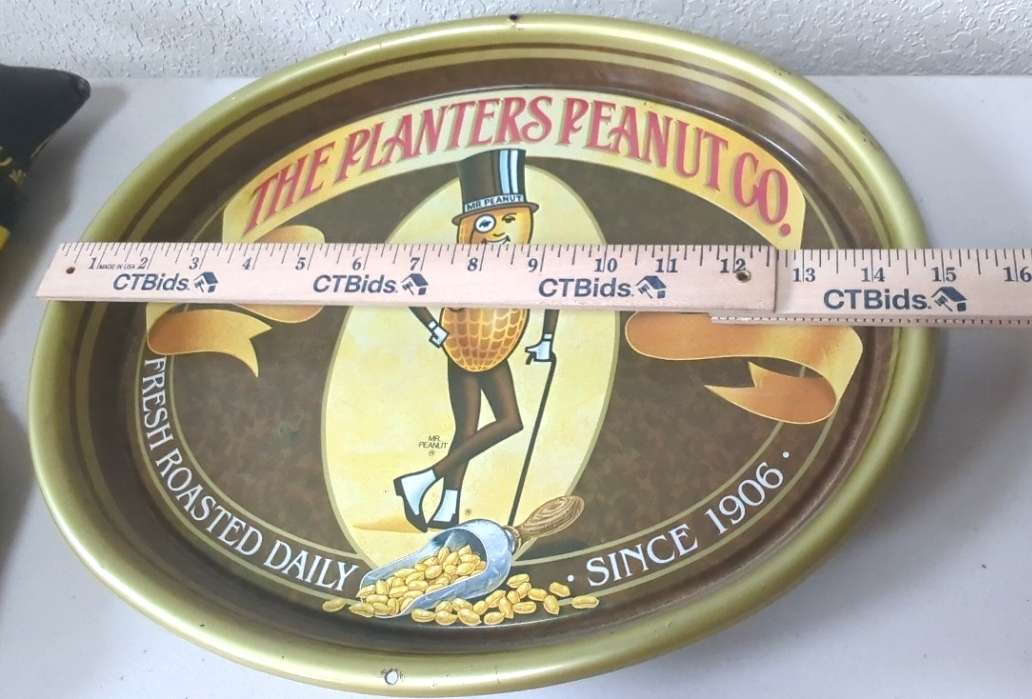 THE PLANTERS PEANUT CO.
MR PEANUT
1 MADE IN USA 2 3 4 5 6 7 8 9 10 11 12 13 14 15 16
CTBids. CTBids. CTBids. CTBids.
MR.
PEANUT
®
®
FRESH ROASTED DAILY · SINCE 1906 ·